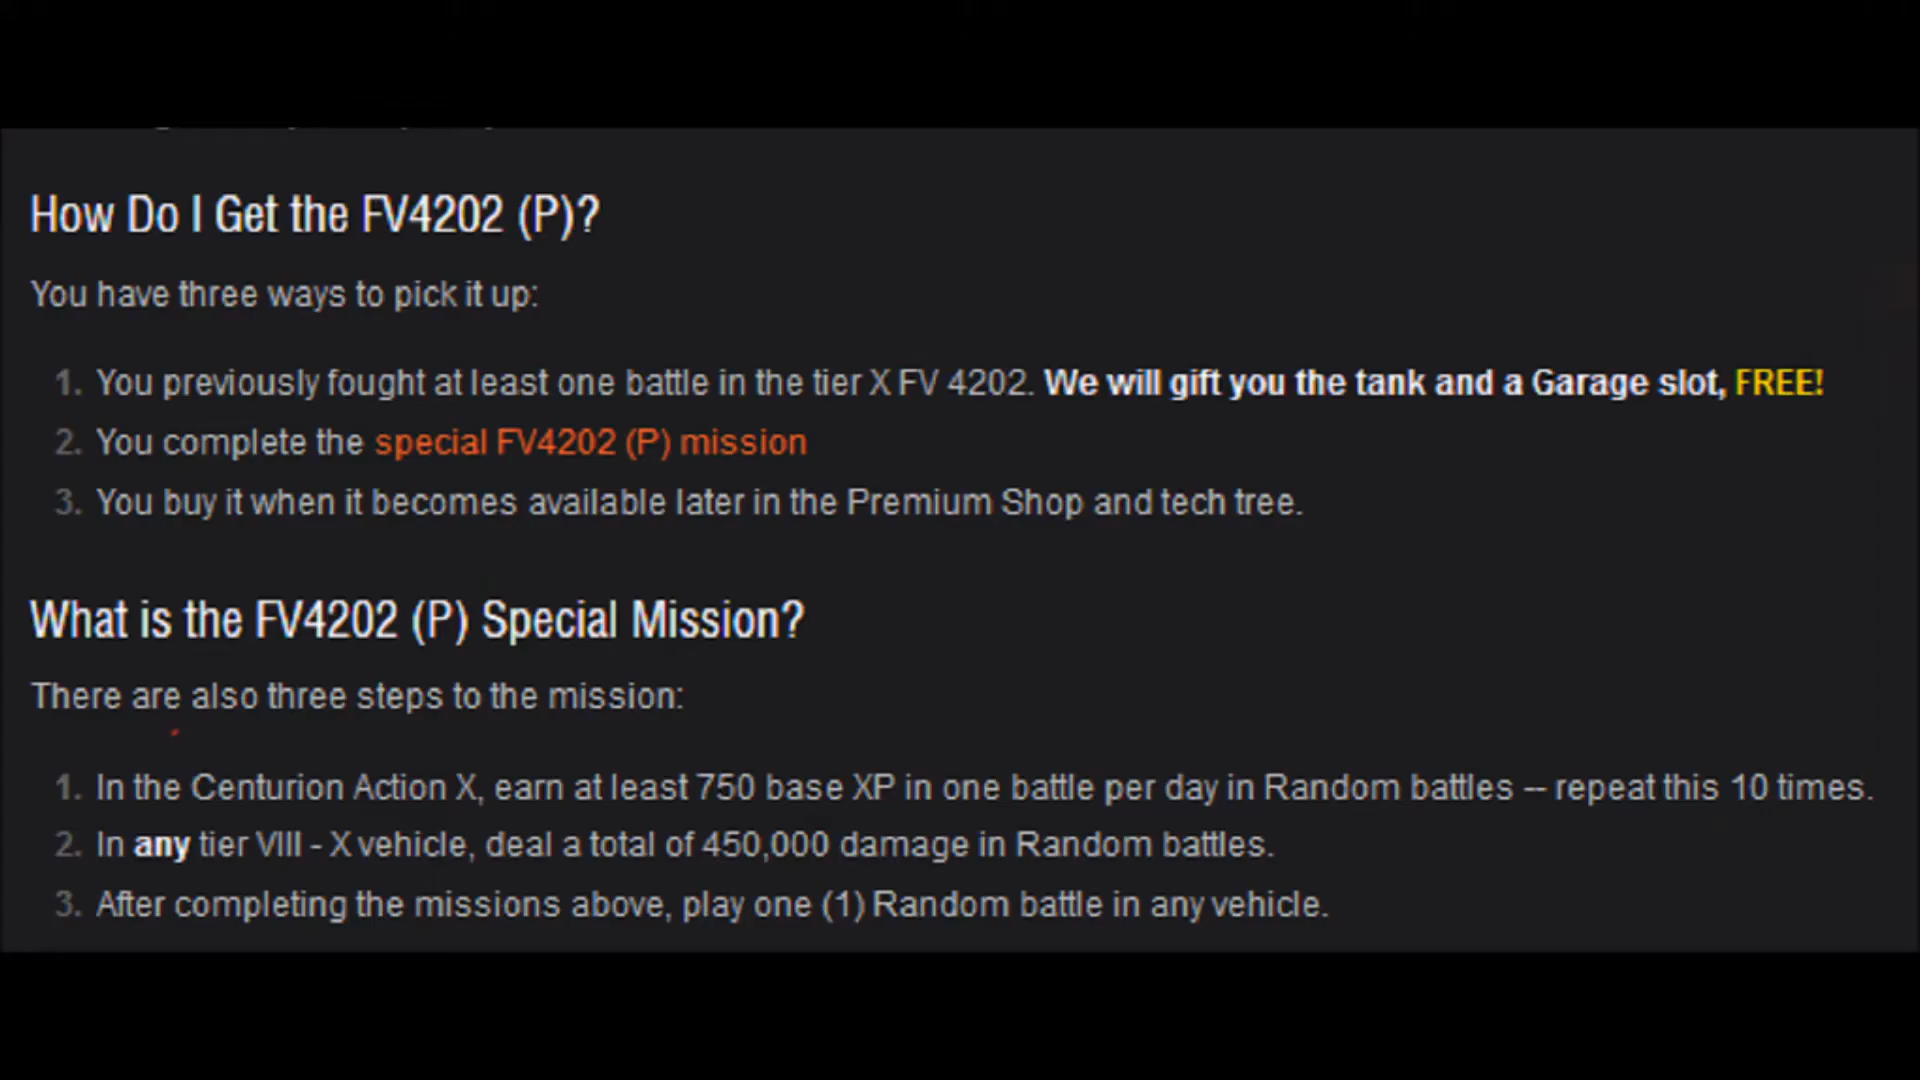 How Do I Get the FV4202 (P)?
You have three ways to pick it up:
1. You previously fought at least one battle in the tier X FV 4202. We will gift you the tank and a Garage slot, FREE!
2. You complete the special FV4202 (P) mission
3. You buy it when it becomes available later in the Premium Shop and tech tree.
What is the FV4202 (P) Special Mission?
There are also three steps to the mission:
1. In the Centurion Action X, earn at least 750 base XP in one battle per day in Random battles -- repeat this 10 times.
2. In any tier VIII - X vehicle, deal a total of 450,000 damage in Random battles.
3. After completing the missions above, play one (1) Random battle in any vehicle.